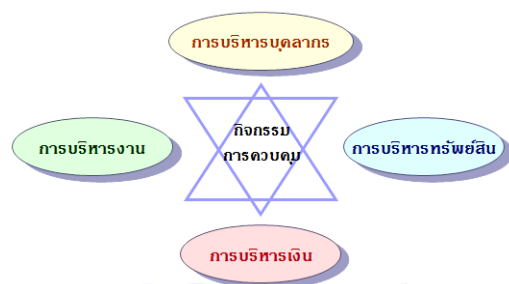 การบริหารบุคลากร
กิจกรรม
การควบคุม
การบริหารงาน
การบริหารทรัพย์สิน
การบริหารเงิน